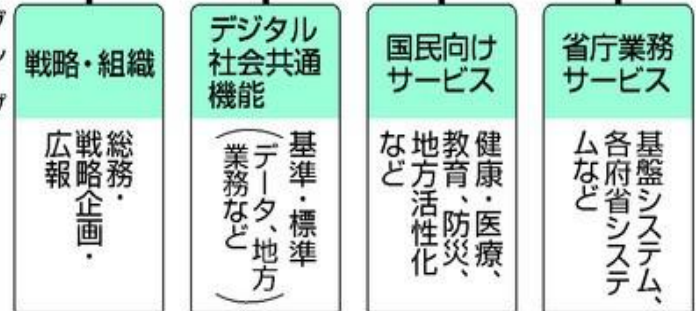 戦略・組織
総務・
戦略企画・
広報
デジタル
社会共通
機能
基準・標準
（データ、地方
業務など）
国民向け
サービス
健康・医療、
教育、防災、
地方活性化
など
省庁業務
サービス
基盤システム、
各府省システ
ムなど